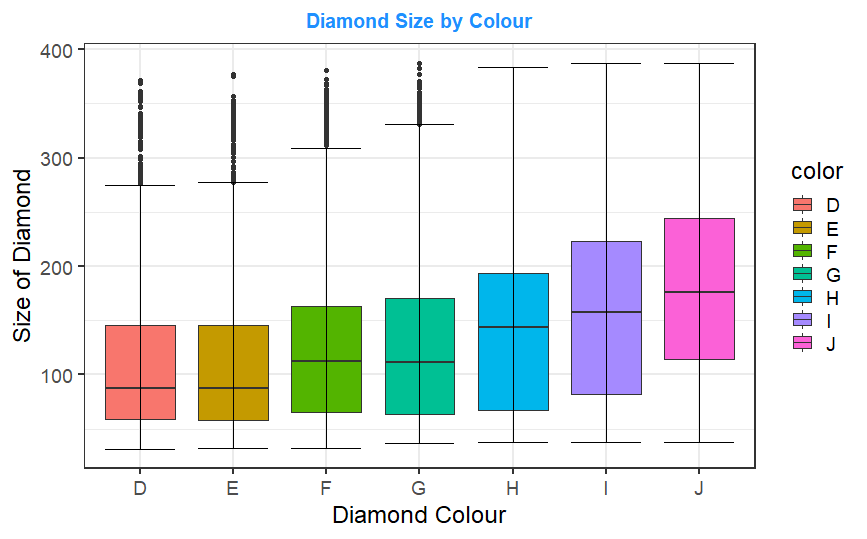 Diamond Size by Colour
400
300
200
100
Size of Diamond
D E F G H I J
Diamond Colour
color
D
E
F
G
H
I
J